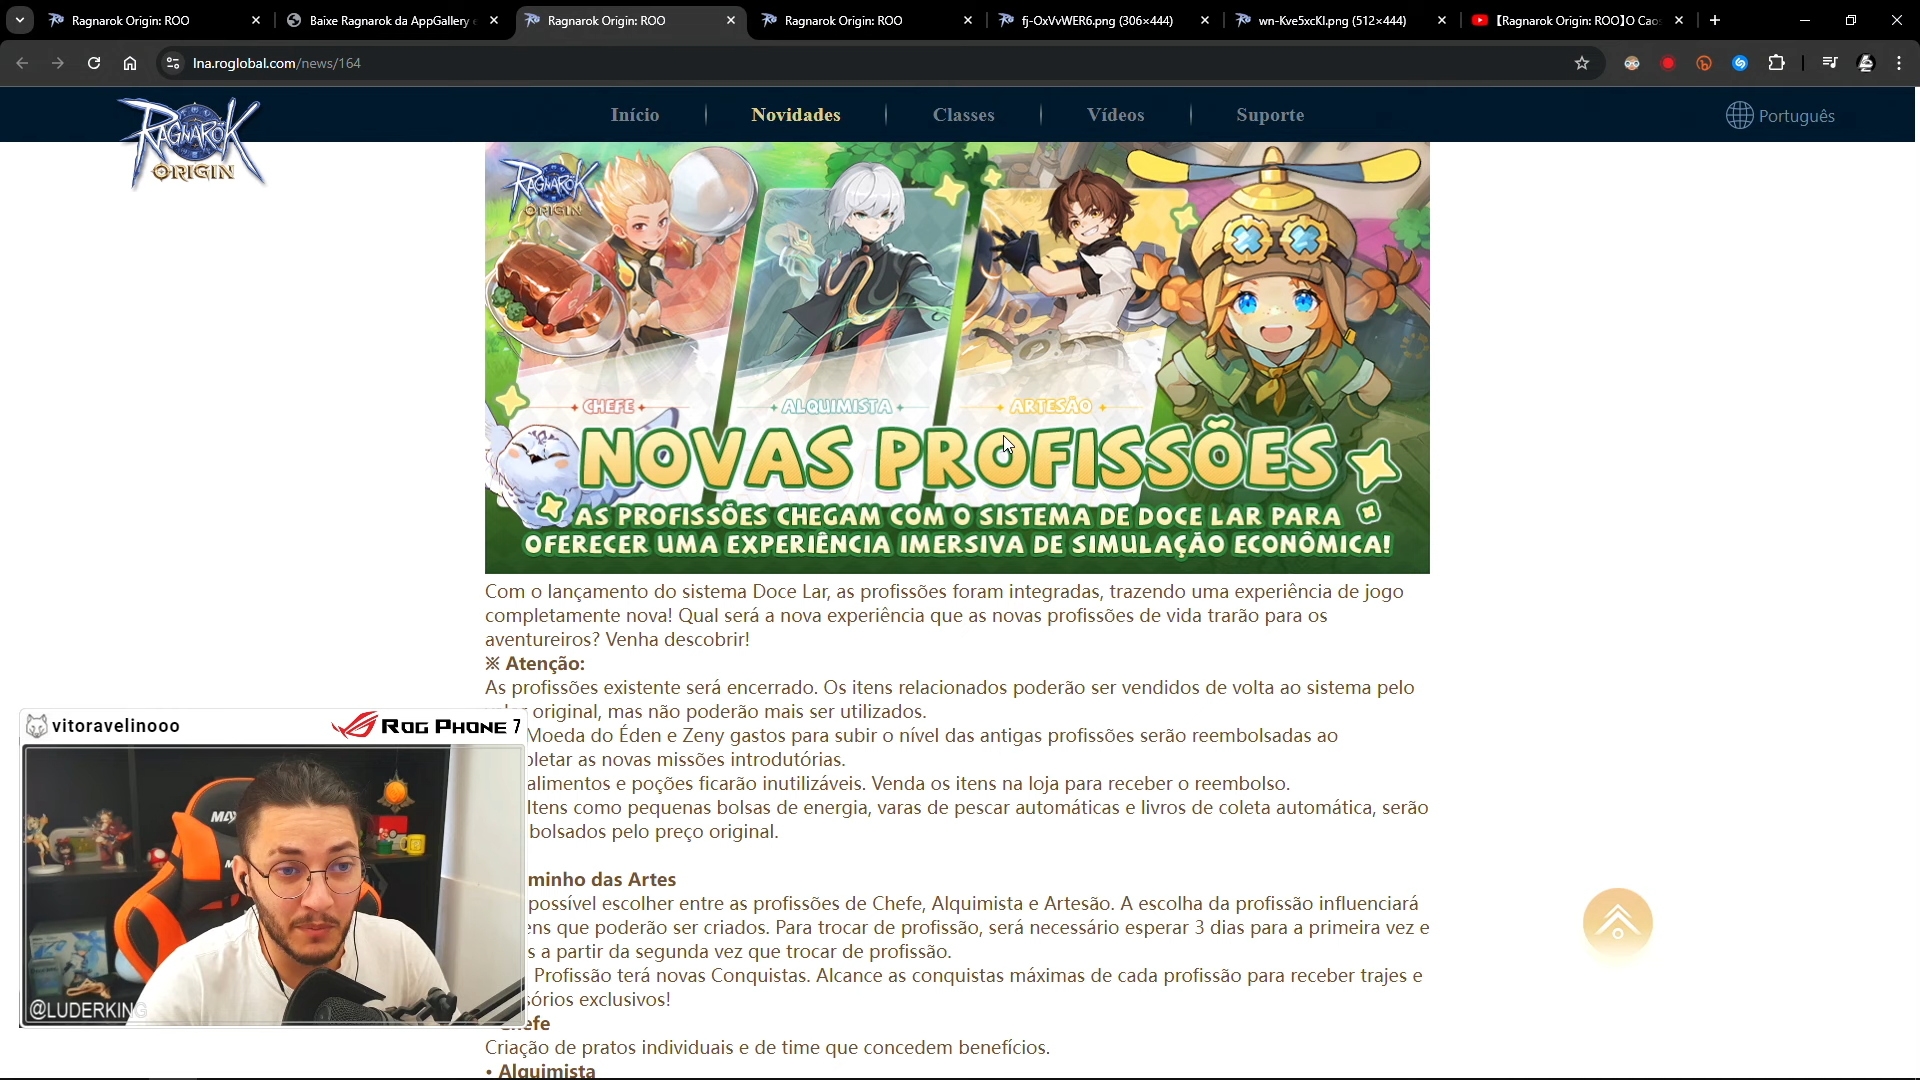 Ragnarok Origin: ROO
Baixe Ragnarok da AppGallery e
Ragnarok Origin: ROO
Ragnarok Origin: ROO
fj-OxVvWER6.png (306×444)
wn-Kve5xcKl.png (512×444)
【Ragnarok Origin: ROO】O Cao
lna.roglobal.com/news/164
RAGNARÖK
ORIGIN
Início
Novidades
Classes
Vídeos
Suporte
Português
RAGNARÖK
ORIGIN
CHEFE
ALQUIMISTA
ARTESÃO
NOVAS PROFISSÕES
AS PROFISSÕES CHEGAM COM O SISTEMA DE DOCE LAR PARA
OFERECER UMA EXPERIÊNCIA IMERSIVA DE SIMULAÇÃO ECONÔMICA!
Com o lançamento do sistema Doce Lar, as profissões foram integradas, trazendo uma experiência de jogo
completamente nova! Qual será a nova experiência que as novas profissões de vida trarão para os
aventureiros? Venha descobrir!
※ Atenção:
As profissões existente será encerrado. Os itens relacionados poderão ser vendidos de volta ao sistema pelo
original, mas não poderão mais ser utilizados.
Moeda do Éden e Zeny gastos para subir o nível das antigas profissões serão reembolsadas ao
pletar as novas missões introdutórias.
alimentos e poções ficarão inutilizáveis. Venda os itens na loja para receber o reembolso.
Itens como pequenas bolsas de energia, varas de pescar automáticas e livros de coleta automática, serão
bolsados pelo preço original.
minho das Artes
possível escolher entre as profissões de Chefe, Alquimista e Artesão. A escolha da profissão influenciará
ens que poderão ser criados. Para trocar de profissão, será necessário esperar 3 dias para a primeira vez e
s a partir da segunda vez que trocar de profissão.
Profissão terá novas Conquistas. Alcance as conquistas máximas de cada profissão para receber trajes e
sórios exclusivos!
efe
Criação de pratos individuais e de time que concedem benefícios.
• Alquimista
vitoravelinooo
ROG PHONE 7
MAX
@LUDERKING